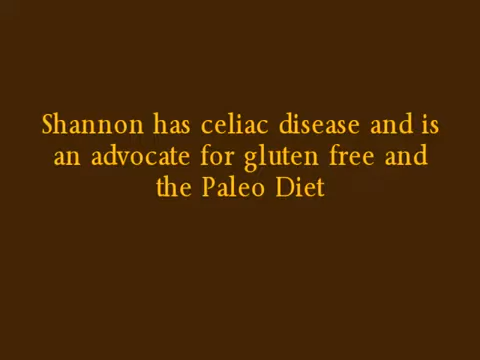 Shannon has celiac disease and is
an advocate for gluten free and
the Paleo Diet